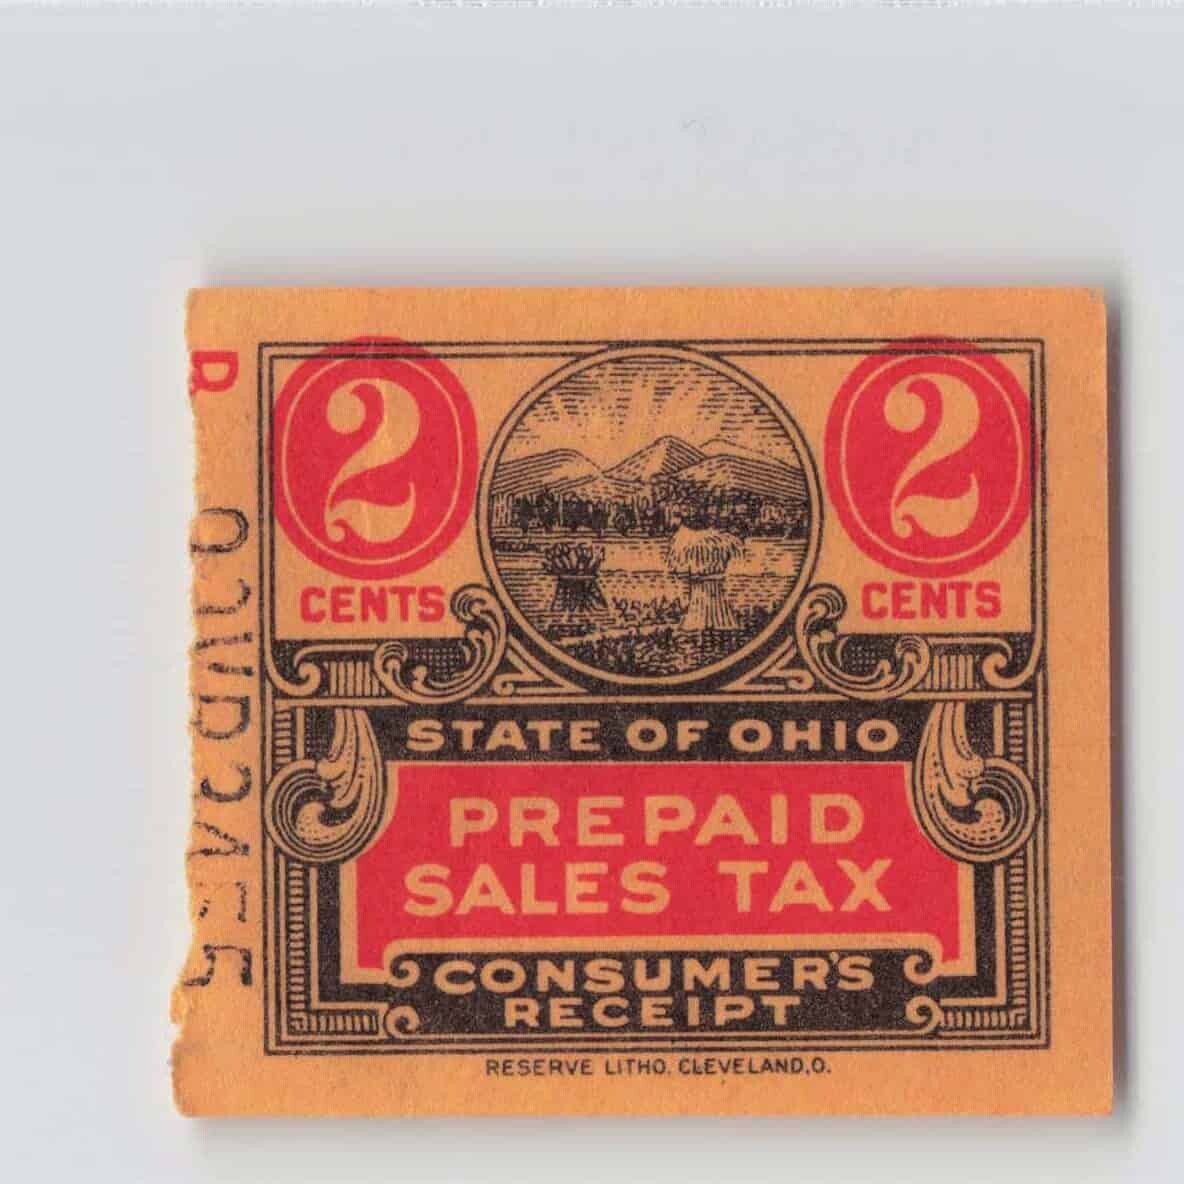 2 2
CENTS CENTS
STATE OF OHIO
PREPAID
SALES TAX
CONSUMER'S
RECEIPT
RESERVE LITHO. CLEVELAND,O.